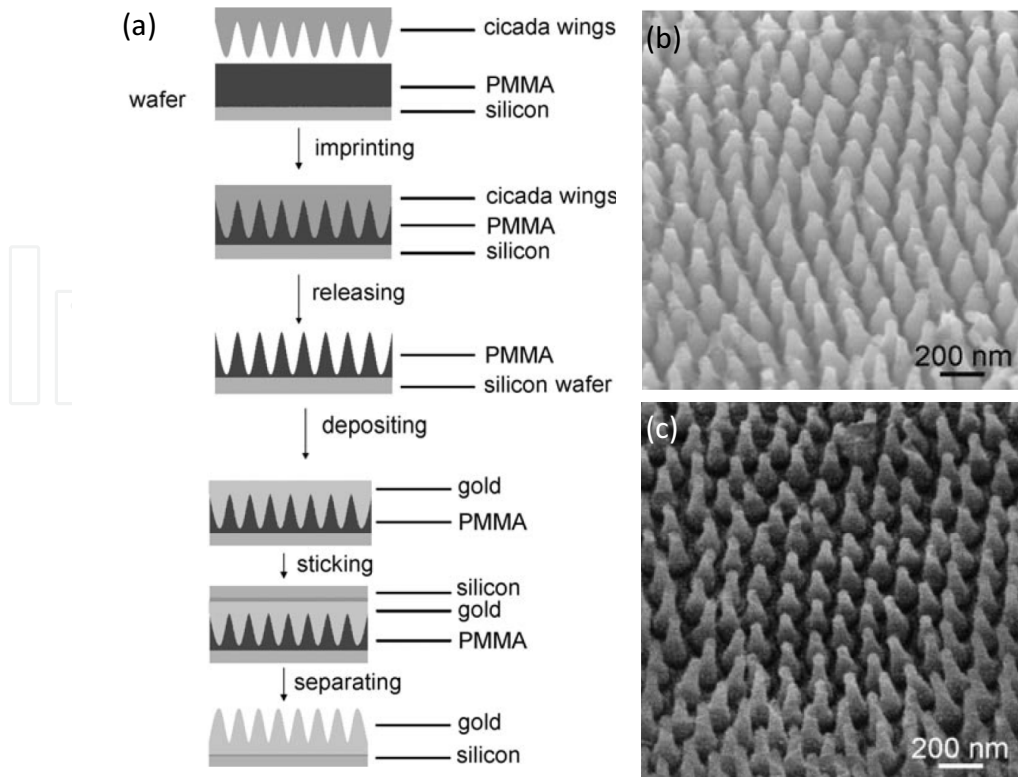 (a)
cicada wings
PMMA
wafer
silicon
imprinting
cicada wings
PMMA
silicon
releasing
PMMA
silicon wafer
depositing
gold
PMMA
sticking
silicon
gold
PMMA
separating
gold
silicon
(b)
200 nm
(c)
200 nm